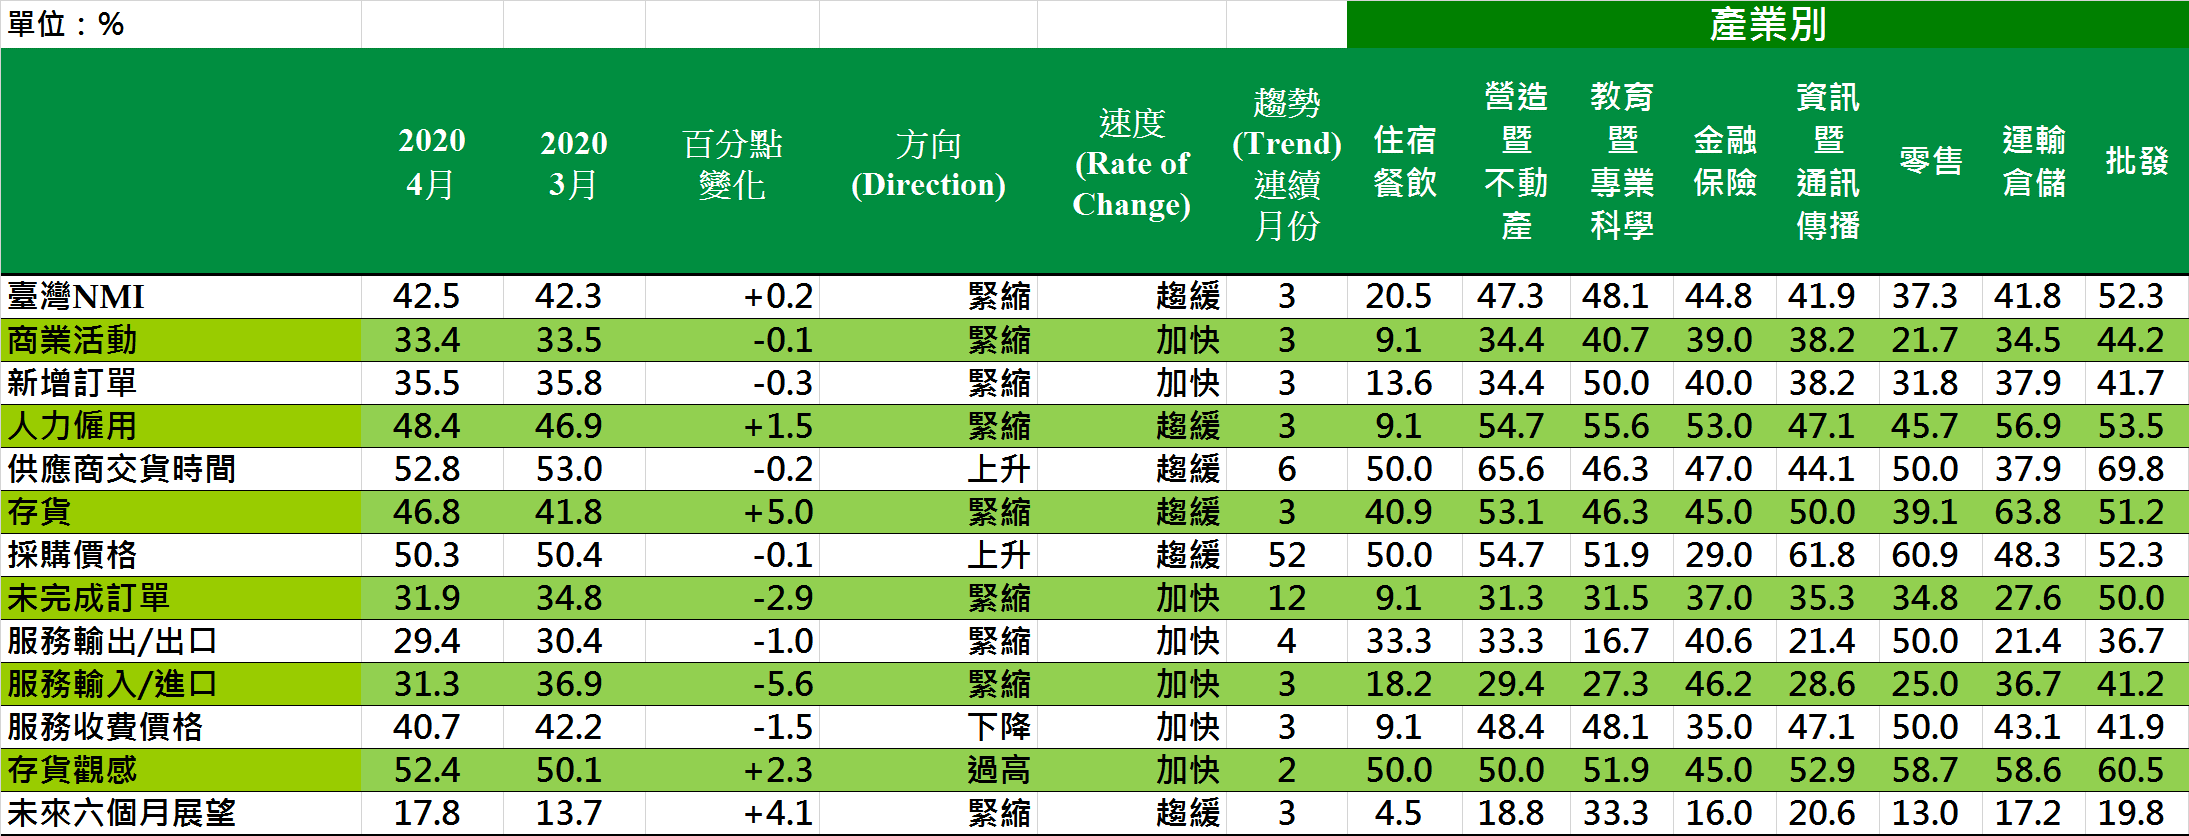 單位：% 產業別
2020 4月 2020 3月 百分點變化 方向 (Direction) 速度 (Rate of Change) 趨勢 (Trend) 連續月份 住宿餐飲 營造暨不動產 教育暨專業科學 金融保險 資訊暨通訊傳播 零售 運輸倉儲 批發
臺灣NMI 42.5 42.3 +0.2 緊縮 趨緩 3 20.5 47.3 48.1 44.8 41.9 37.3 41.8 52.3
商業活動 33.4 33.5 -0.1 緊縮 加快 3 9.1 34.4 40.7 39.0 38.2 21.7 34.5 44.2
新增訂單 35.5 35.8 -0.3 緊縮 加快 3 13.6 34.4 50.0 40.0 38.2 31.8 37.9 41.7
人力僱用 48.4 46.9 +1.5 緊縮 趨緩 3 9.1 54.7 55.6 53.0 47.1 45.7 56.9 53.5
供應商交貨時間 52.8 53.0 -0.2 上升 趨緩 6 50.0 65.6 46.3 47.0 44.1 50.0 37.9 69.8
存貨 46.8 41.8 +5.0 緊縮 趨緩 3 40.9 53.1 46.3 45.0 50.0 39.1 63.8 51.2
採購價格 50.3 50.4 -0.1 上升 趨緩 52 50.0 54.7 51.9 29.0 61.8 60.9 48.3 52.3
未完成訂單 31.9 34.8 -2.9 緊縮 加快 12 9.1 31.3 31.5 37.0 35.3 34.8 27.6 50.0
服務輸出/出口 29.4 30.4 -1.0 緊縮 加快 4 33.3 33.3 16.7 40.6 21.4 50.0 21.4 36.7
服務輸入/進口 31.3 36.9 -5.6 緊縮 加快 3 18.2 29.4 27.3 46.2 28.6 25.0 36.7 41.2
服務收費價格 40.7 42.2 -1.5 下降 加快 3 9.1 48.4 48.1 35.0 47.1 50.0 43.1 41.9
存貨觀感 52.4 50.1 +2.3 過高 加快 2 50.0 50.0 51.9 45.0 52.9 58.7 58.6 60.5
未來六個月展望 17.8 13.7 +4.1 緊縮 趨緩 3 4.5 18.8 33.3 16.0 20.6 13.0 17.2 19.8